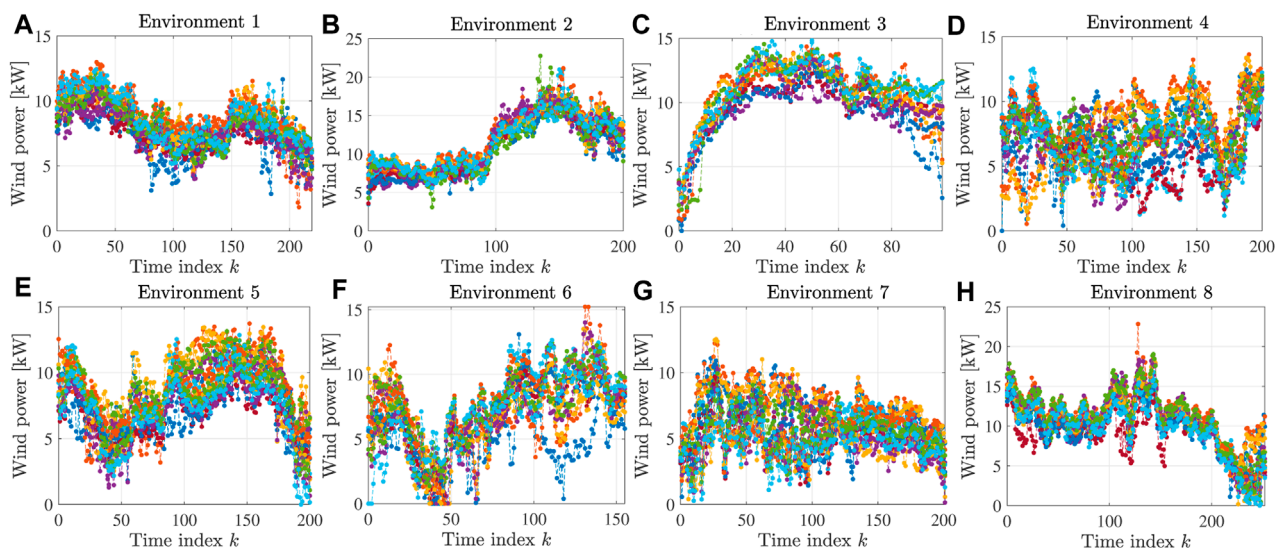 A Environment 1
Wind power [kW]
15
10
5
0
0 50 100 150 200
Time index k
B Environment 2
Wind power [kW]
25
20
15
10
5
0
0 100 200
Time index k
C Environment 3
Wind power [kW]
15
10
5
0
0 20 40 60 80
Time index k
D Environment 4
Wind power [kW]
15
10
5
0
0 50 100 150 200
Time index k
E Environment 5
Wind power [kW]
15
10
5
0
0 50 100 150 200
Time index k
F Environment 6
Wind power [kW]
15
10
5
0
0 50 100 150
Time index k
G Environment 7
Wind power [kW]
15
10
5
0
0 50 100 150 200
Time index k
H Environment 8
Wind power [kW]
25
20
15
10
5
0
0 100 200
Time index k